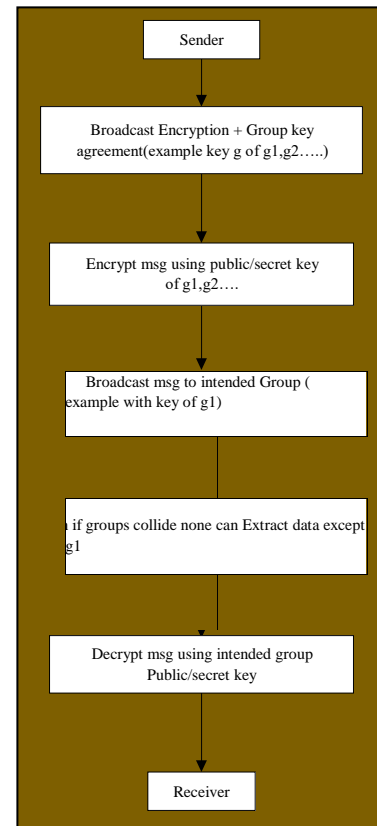 Sender
Broadcast Encryption + Group key
agreement(example key g of g1,g2…..)
Encrypt msg using public/secret key
of g1,g2….
Broadcast msg to intended Group (
example with key of g1)
if groups collide none can Extract data except
g1
Decrypt msg using intended group
Public/secret key
Receiver